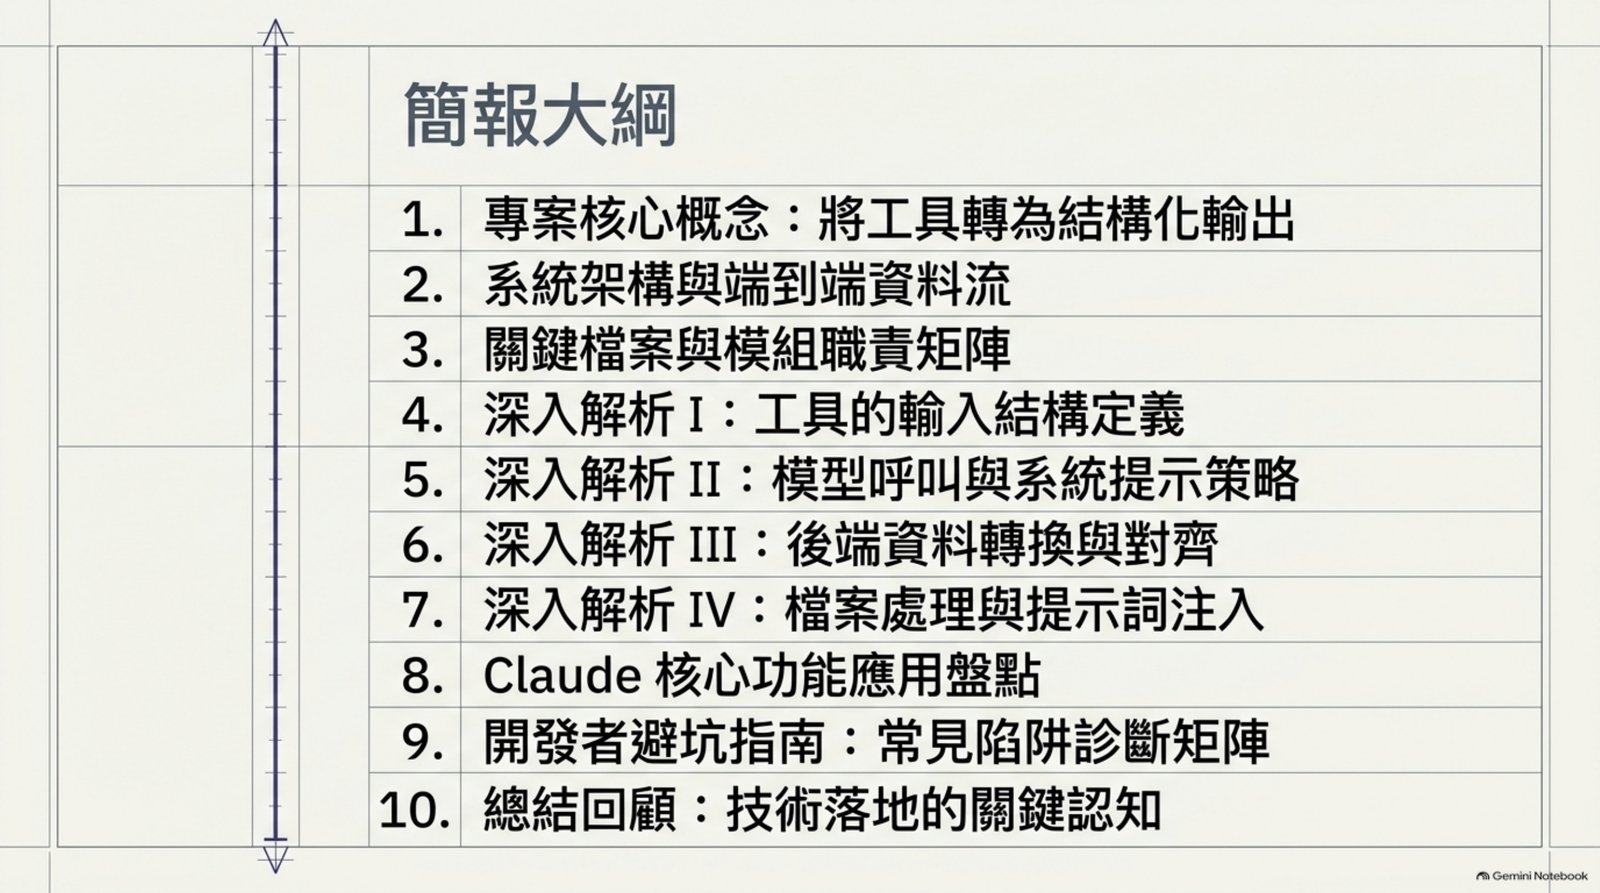 簡報大綱
1. 專案核心概念：將工具轉為結構化輸出
2. 系統架構與端到端資料流
3. 關鍵檔案與模組職責矩陣
4. 深入解析 I：工具的輸入結構定義
5. 深入解析 II：模型呼叫與系統提示策略
6. 深入解析 III：後端資料轉換與對齊
7. 深入解析 IV：檔案處理與提示詞注入
8. Claude 核心功能應用盤點
9. 開發者避坑指南：常見陷阱診斷矩陣
10. 總結回顧：技術落地的關鍵認知
Gemini Notebook